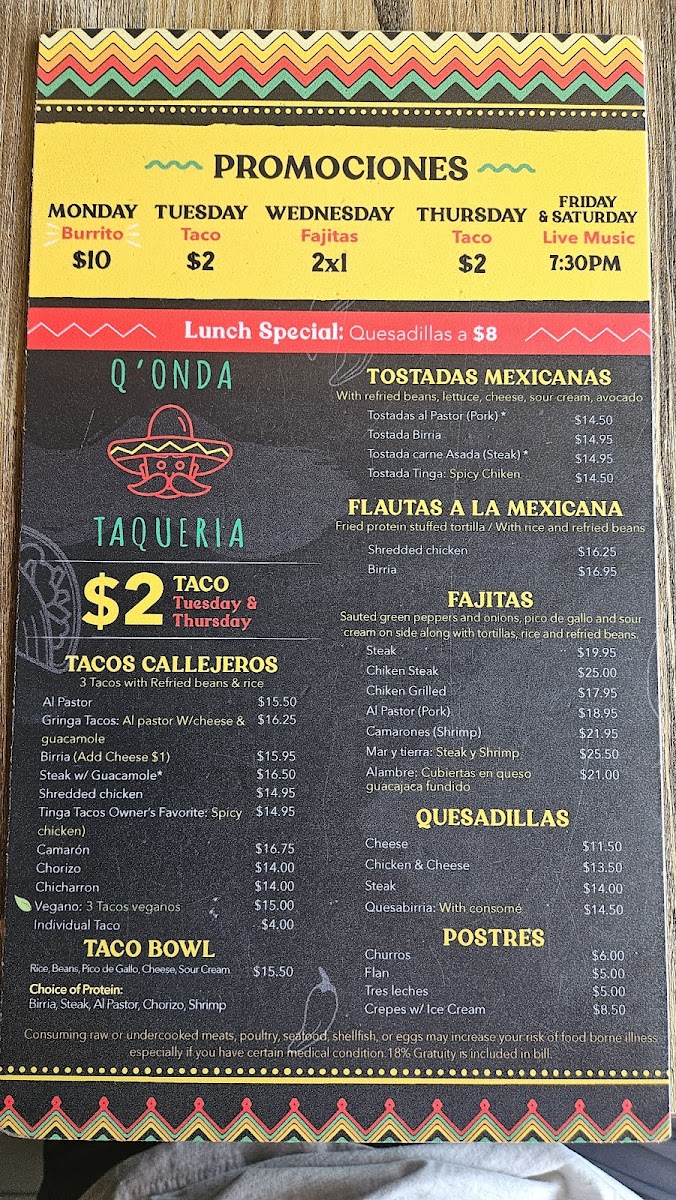 PROMOCIONES
MONDAY
Burrito
$10
TUESDAY
Taco
$2
WEDNESDAY
Fajitas
2x1
THURSDAY
Taco
$2
FRIDAY
& SATURDAY
Live Music
7:30PM
Lunch Special: Quesadillas a $8
Q'ONDA
TAQUERIA
$2 TACO
Tuesday &
Thursday
TACOS CALLEJEROS
3 Tacos with Refried beans & rice
Al Pastor $15.50
Gringa Tacos: Al pastor W/cheese & $16.25
guacamole
Birria (Add Cheese $1) $15.95
Steak w/ Guacamole* $16.50
Shredded chicken $14.95
Tinga Tacos Owner's Favorite: Spicy $14.95
chicken)
Camarón $16.75
Chorizo $14.00
Chicharron $14.00
Vegano: 3 Tacos veganos $15.00
Individual Taco $4.00
TACO BOWL
Rice, Beans, Pico de Gallo, Cheese, Sour Cream $15.50
Choice of Protein:
Birria, Steak, Al Pastor, Chorizo, Shrimp
TOSTADAS MEXICANAS
With refried beans, lettuce, cheese, sour cream, avocado
Tostadas al Pastor (Pork) * $14.50
Tostada Birria $14.95
Tostada carne Asada (Steak) * $14.95
Tostada Tinga: Spicy Chiken $14.50
FLAUTAS A LA MEXICANA
Fried protein stuffed tortilla / With rice and refried beans
Shredded chicken $16.25
Birria $16.95
FAJITAS
Sauted green peppers and onions, pico de gallo and sour
cream on side along with tortillas, rice and refried beans.
Steak $19.95
Chiken Steak $25.00
Chiken Grilled $17.95
Al Pastor (Pork) $18.95
Camarones (Shrimp) $21.95
Mar y tierra: Steak y Shrimp $25.50
Alambre: Cubiertas en queso $21.00
guacajaca fundido
QUESADILLAS
Cheese $11.50
Chicken & Cheese $13.50
Steak $14.00
Quesabirria: With consomé $14.50
POSTRES
Churros $6.00
Flan $5.00
Tres leches $5.00
Crepes w/ Ice Cream $8.50
Consuming raw or undercooked meats, poultry, seafood, shellfish, or eggs may increase your risk of food borne illness
especially if you have certain medical condition.18% Gratuity is included in bill.